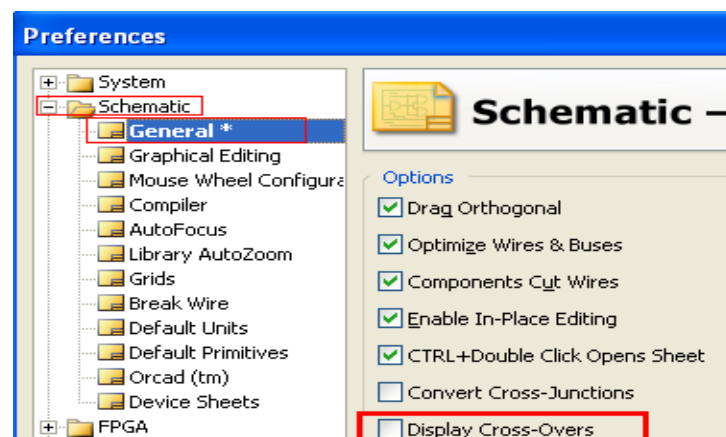 Preferences
System
Schematic
General *
Graphical Editing
Mouse Wheel Configura
Compiler
AutoFocus
Library AutoZoom
Grids
Break Wire
Default Units
Default Primitives
Orcad (tm)
Device Sheets
FPGA
Schematic –
Options
Drag Orthogonal
Optimize Wires & Buses
Components Cut Wires
Enable In-Place Editing
CTRL+Double Click Opens Sheet
Convert Cross-Junctions
Display Cross-Overs